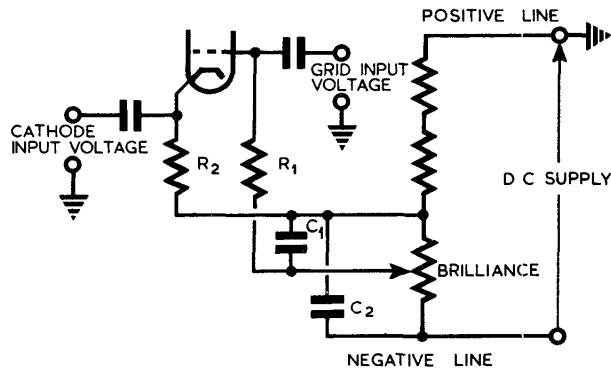 POSITIVE LINE
GRID INPUT
VOLTAGE
CATHODE
INPUT VOLTAGE
R2
R1
D C SUPPLY
C1
BRILLIANCE
C2
NEGATIVE LINE